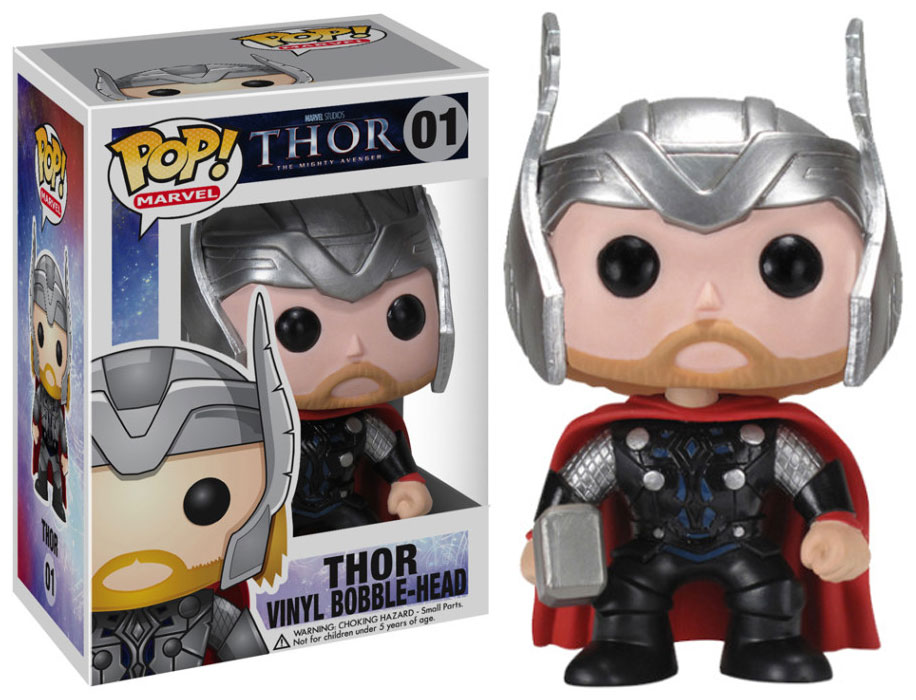 POP!
MARVEL
POP!
MARVEL
MARVEL STUDIOS
THOR
THE MIGHTY AVENGER
01
POP!
MARVEL
THOR
01
THOR
VINYL BOBBLE-HEAD
WARNING: CHOKING HAZARD - Small Parts.
Not for children under 5 years of age.